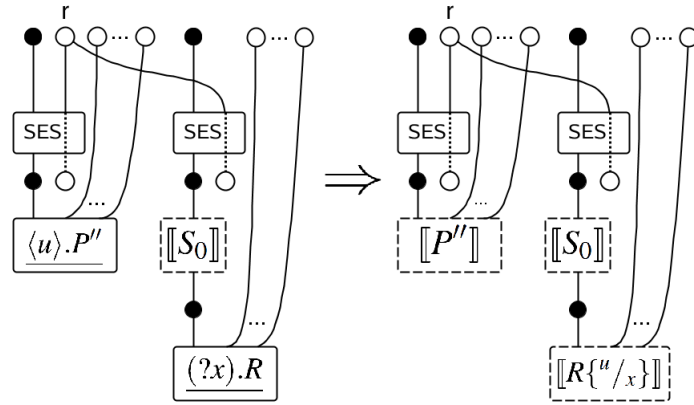 r r
... ... ... ...
SES SES SES SES
⇒
... ...
⟨u⟩.P″ ⟦S₀⟧ ⟦P″⟧ ⟦S₀⟧
... ...
(?x).R ⟦R{ᵘ/ₓ}⟧